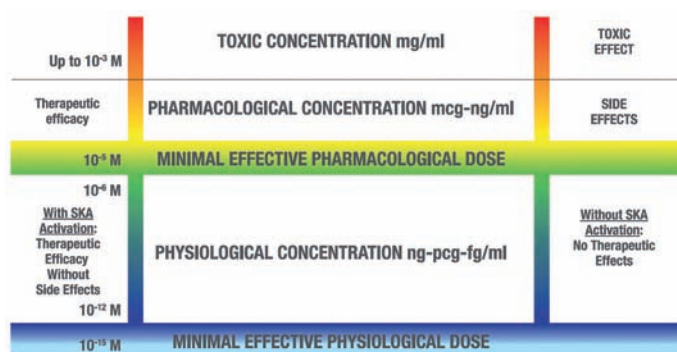 TOXIC CONCENTRATION mg/ml
TOXIC
EFFECT
Up to 10⁻³ M
Therapeutic
efficacy
PHARMACOLOGICAL CONCENTRATION mcg-ng/ml
SIDE
EFFECTS
10⁻⁵ M
MINIMAL EFFECTIVE PHARMACOLOGICAL DOSE
10⁻⁶ M
With SKA
Activation:
Therapeutic
Efficacy
Without
Side Effects
PHYSIOLOGICAL CONCENTRATION ng-pcg-fg/ml
Without SKA
Activation:
No Therapeutic
Effects
10⁻¹² M
10⁻¹⁵ M
MINIMAL EFFECTIVE PHYSIOLOGICAL DOSE